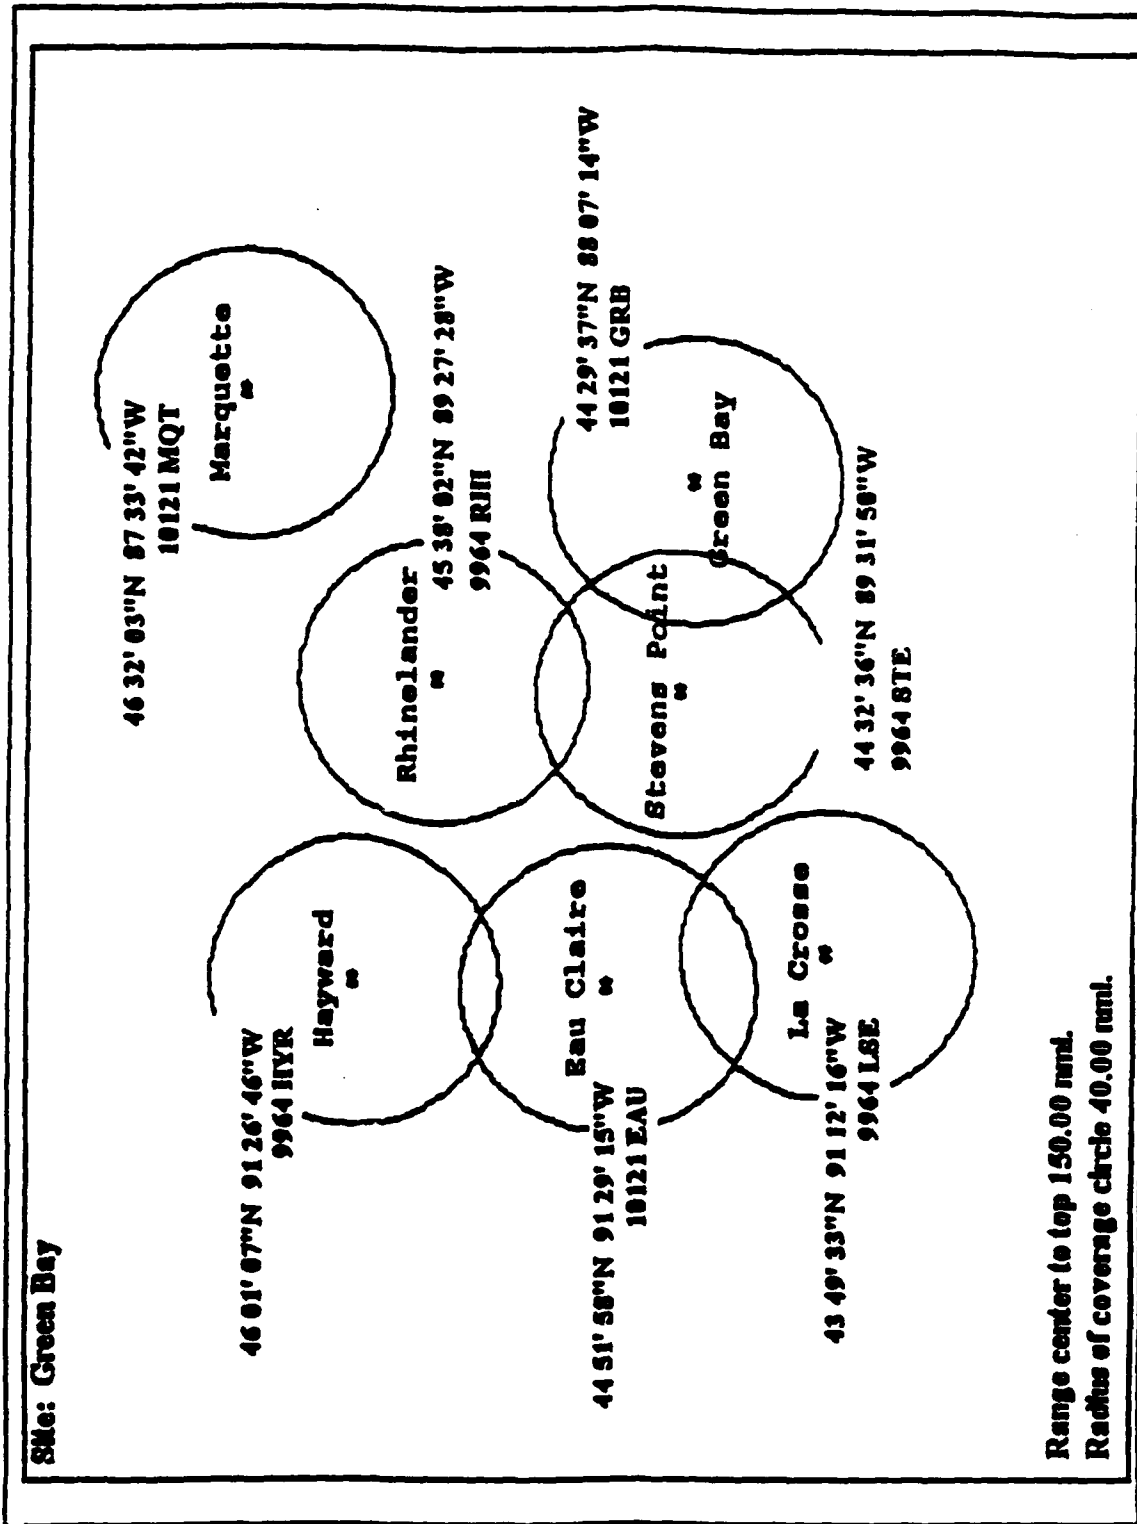 Site: Green Bay
46 32' 03"N 87 33' 42"W
10121 MQT
Marquette
46 01' 07"N 91 26' 46"W
9964 HYR
Hayward
Rhinelander
45 38' 02"N 89 27' 28"W
9964 RHI
44 51' 58"N 91 29' 15"W
10121 EAU
Eau Claire
Stevens Point
44 32' 36"N 89 31' 50"W
9964 STE
44 29' 37"N 88 07' 14"W
10121 GRB
Green Bay
43 49' 33"N 91 12' 16"W
9964 LSE
La Crosse
Range center to top 150.00 nmi.
Radius of coverage circle 40.00 nmi.